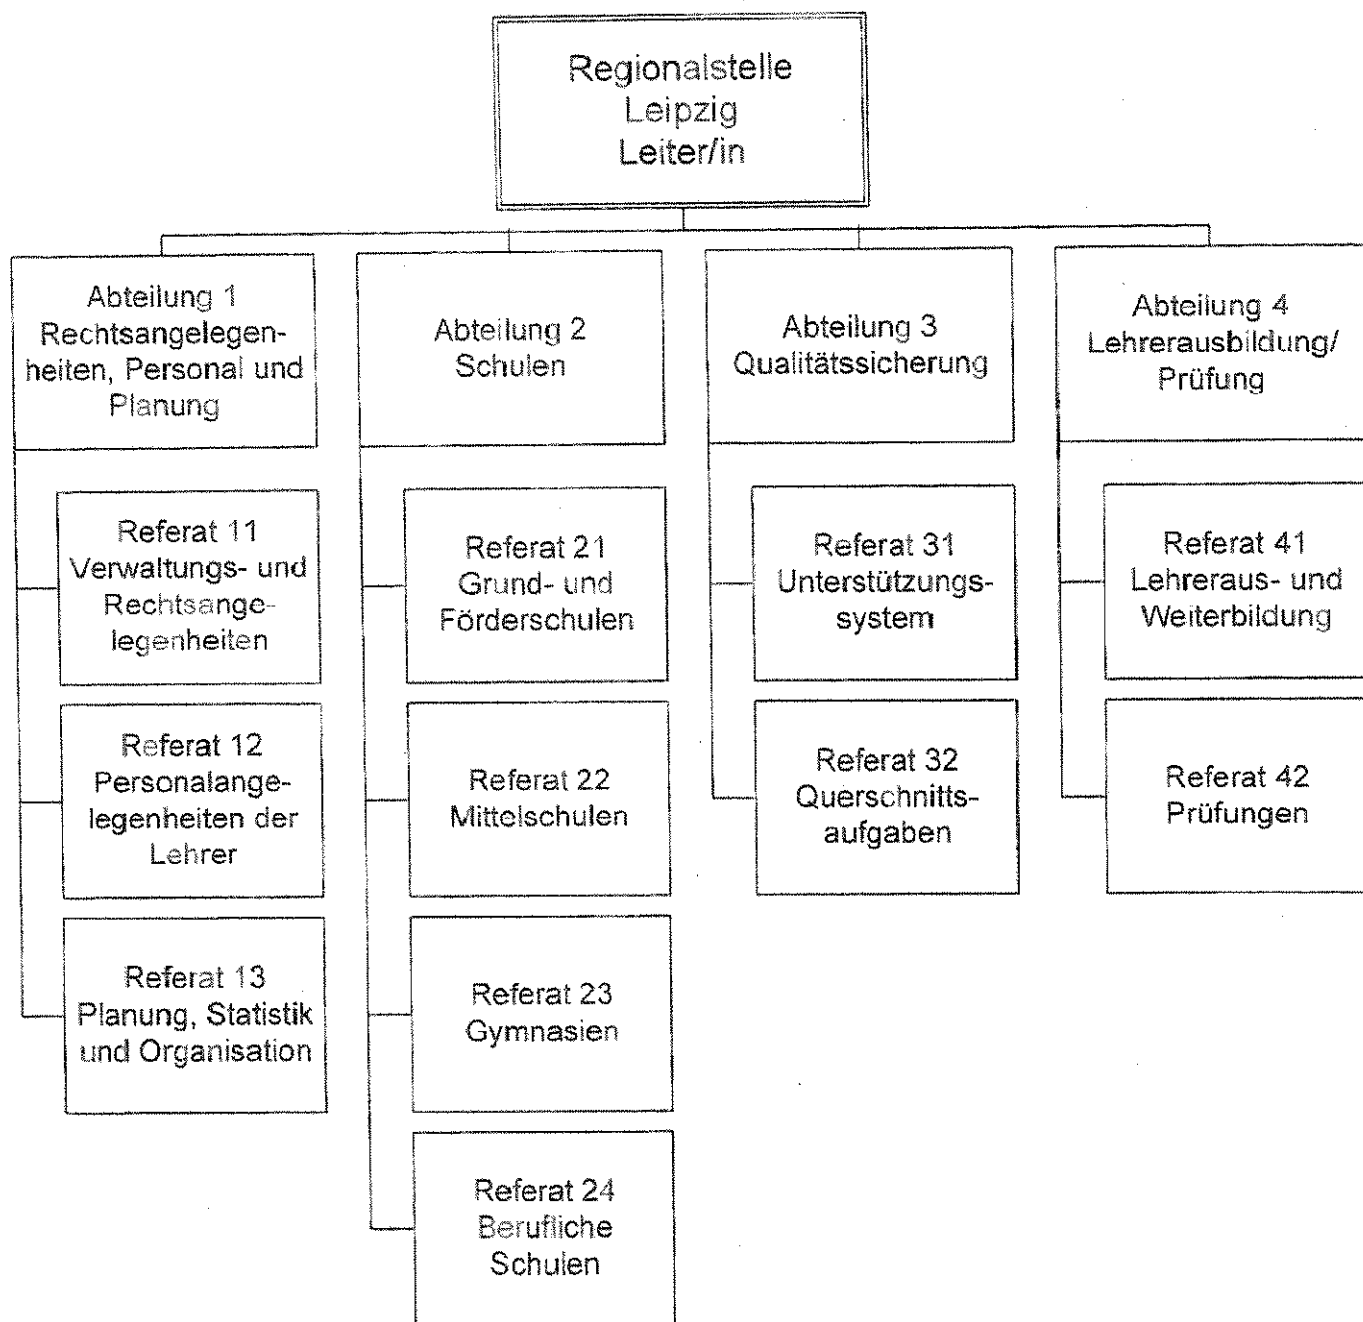 Regionalstelle
Leipzig
Leiter/in
Abteilung 1
Rechtsangelegen-
heiten, Personal und
Planung
Abteilung 2
Schulen
Abteilung 3
Qualitätssicherung
Abteilung 4
Lehrerausbildung/
Prüfung
Referat 11
Verwaltungs- und
Rechtsange-
legenheiten
Referat 12
Personalange-
legenheiten der
Lehrer
Referat 13
Planung, Statistik
und Organisation
Referat 21
Grund- und
Förderschulen
Referat 22
Mittelschulen
Referat 23
Gymnasien
Referat 24
Berufliche
Schulen
Referat 31
Unterstützungs-
system
Referat 32
Querschnitts-
aufgaben
Referat 41
Lehreraus- und
Weiterbildung
Referat 42
Prüfungen